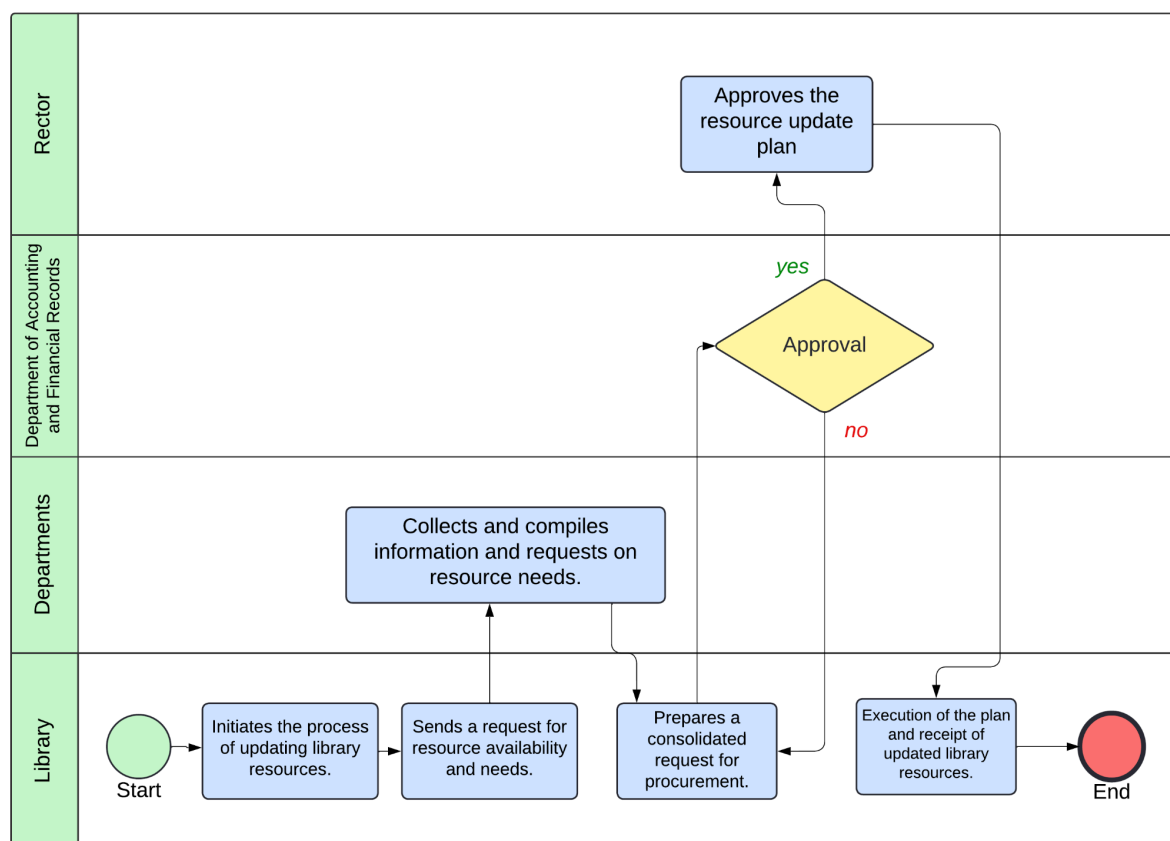 Rector
Approves the
resource update
plan
Department of Accounting
and Financial Records
yes
Approval
no
Departments
Collects and compiles
information and requests on
resource needs.
Library
Start
Initiates the process
of updating library
resources.
Sends a request for
resource availability
and needs.
Prepares a
consolidated
request for
procurement.
Execution of the plan
and receipt of
updated library
resources.
End